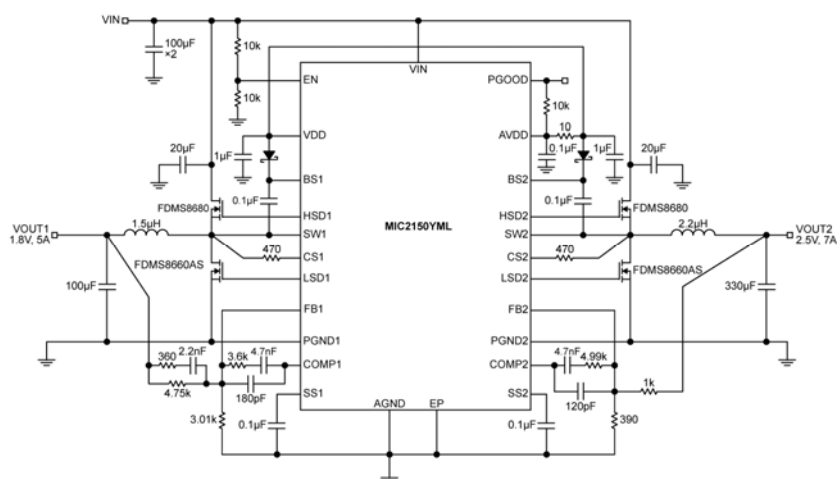 VIN
100µF
×2
10k
10k
EN
VIN
PGOOD
10k
VDD
AVDD
10
20µF
1µF
0.1µF
1µF
20µF
BS1
BS2
0.1µF
0.1µF
FDMS8680
FDMS8680
HSD1
MIC2150YML
HSD2
VOUT1
1.8V, 5A
1.5µH
SW1
SW2
2.2µH
VOUT2
2.5V, 7A
470
CS1
CS2
470
FDMS8660AS
LSD1
LSD2
FDMS8660AS
100µF
330µF
FB1
FB2
PGND1
PGND2
360
2.2nF
3.6k
4.7nF
COMP1
COMP2
4.7nF
4.99k
4.75k
180pF
120pF
1k
SS1
SS2
3.01k
0.1µF
AGND
EP
0.1µF
390